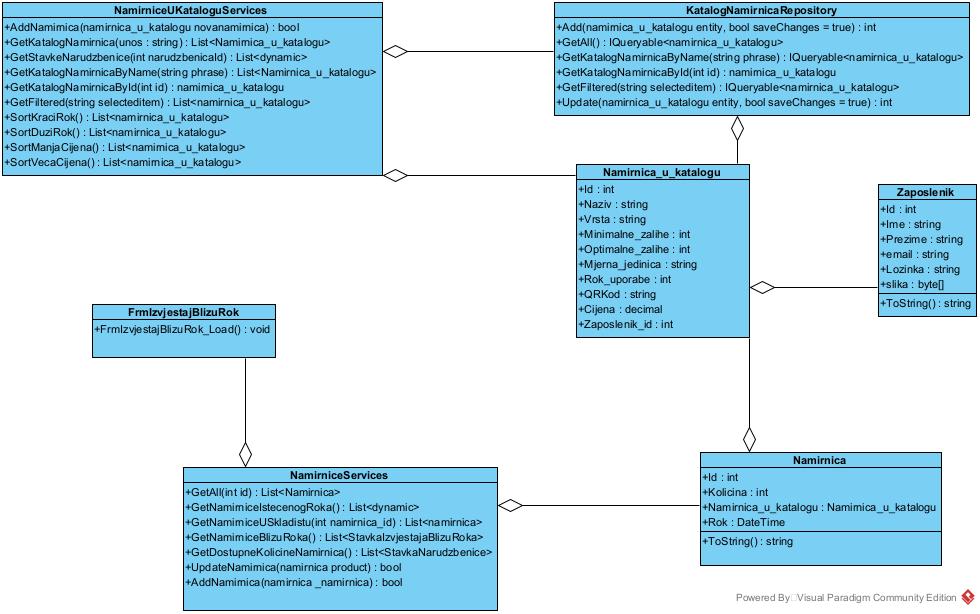 NamirniceUKataloguServices
+AddNamirnica(namirnica_u_katalogu novanamirnica) : bool
+GetKatalogNamirnica(unos : string) : List<Namirnica_u_katalogu>
+GetStavkeNarudzbenice(int narudzbenicaId) : List<dynamic>
+GetKatalogNamirnicaByName(string phrase) : List<Namirnica_u_katalogu>
+GetKatalogNamirnicaById(int id) : namirnica_u_katalogu
+GetFiltered(string selecteditem) : List<namirnica_u_katalogu>
+SortKraciRok() : List<namirnica_u_katalogu>
+SortDuziRok() : List<namirnica_u_katalogu>
+SortManjaCijena() : List<namirnica_u_katalogu>
+SortVecaCijena() : List<namirnica_u_katalogu>
KatalogNamirnicaRepository
+Add(namirnica_u_katalogu entity, bool saveChanges = true) : int
+GetAll() : IQueryable<namirnica_u_katalogu>
+GetKatalogNamirnicaByName(string phrase) : IQueryable<namirnica_u_katalogu>
+GetKatalogNamirnicaById(int id) : namirnica_u_katalogu
+GetFiltered(string selecteditem) : IQueryable<namirnica_u_katalogu>
+Update(namirnica_u_katalogu entity, bool saveChanges = true) : int
Namirnica_u_katalogu
+Id : int
+Naziv : string
+Vrsta : string
+Minimalne_zalihe : int
+Optimalne_zalihe : int
+Mjerna_jedinica : string
+Rok_uporabe : int
+QRKod : string
+Cijena : decimal
+Zaposlenik_id : int
Zaposlenik
+Id : int
+Ime : string
+Prezime : string
+email : string
+Lozinka : string
+slika : byte[]
+ToString() : string
FrmIzvjestajBlizuRok
+FrmIzvjestajBlizuRok_Load() : void
NamirniceServices
+GetAll(int id) : List<Namirnica>
+GetNamirniceIstecenogRoka() : List<dynamic>
+GetNamirniceUSkladistu(int namirnica_id) : List<namirnica>
+GetNamirniceBlizuRoka() : List<StavkaIzvjestajaBlizuRoka>
+GetDostupneKolicineNamirnica() : List<StavkaNarudzbenice>
+UpdateNamirnica(namirnica product) : bool
+AddNamirnica(namirnica _namirnica) : bool
Namirnica
+Id : int
+Kolicina : int
+Namirnica_u_katalogu : Namirnica_u_katalogu
+Rok : DateTime
+ToString() : string
Powered By Visual Paradigm Community Edition